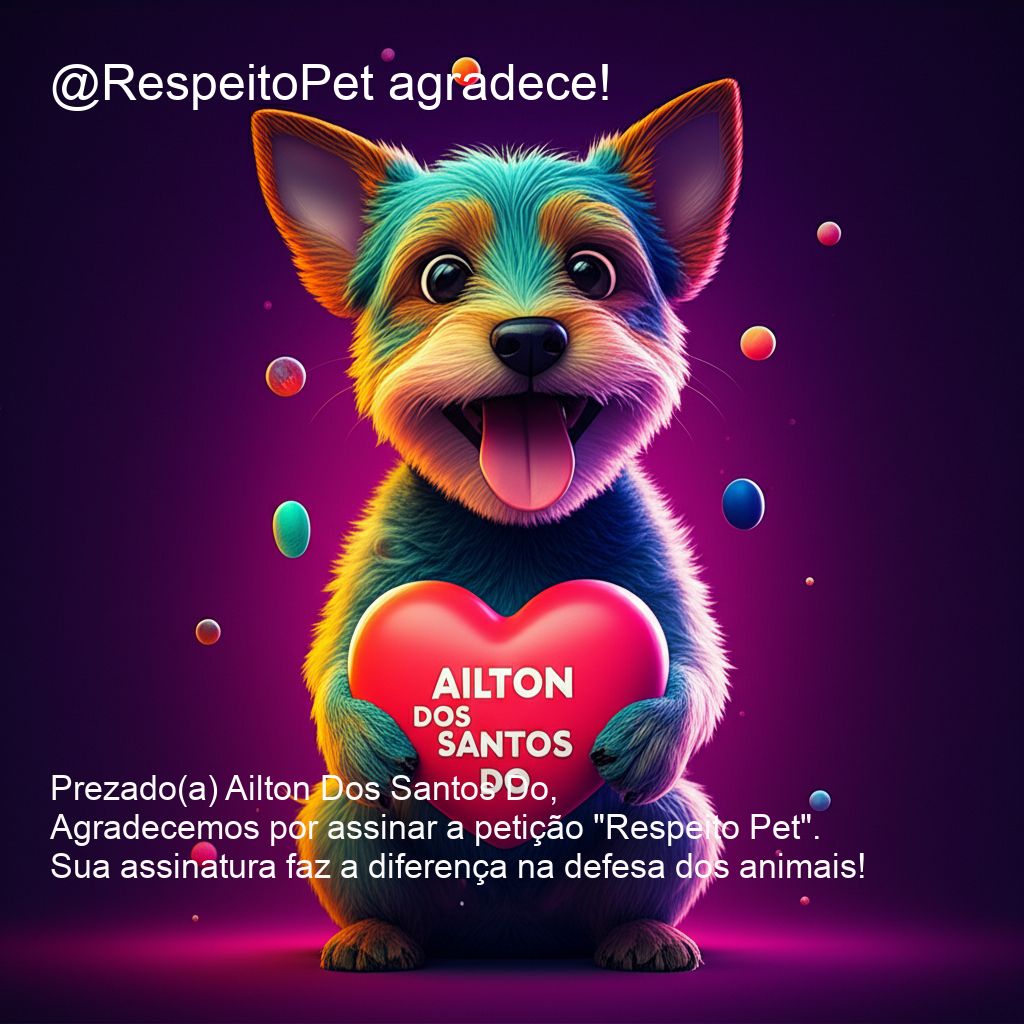 @RespeitoPet agradece!
AILTON
DOS
SANTOS
DO
Prezado(a) Ailton Dos Santos Do,
Agradecemos por assinar a petição "Respeito Pet".
Sua assinatura faz a diferença na defesa dos animais!